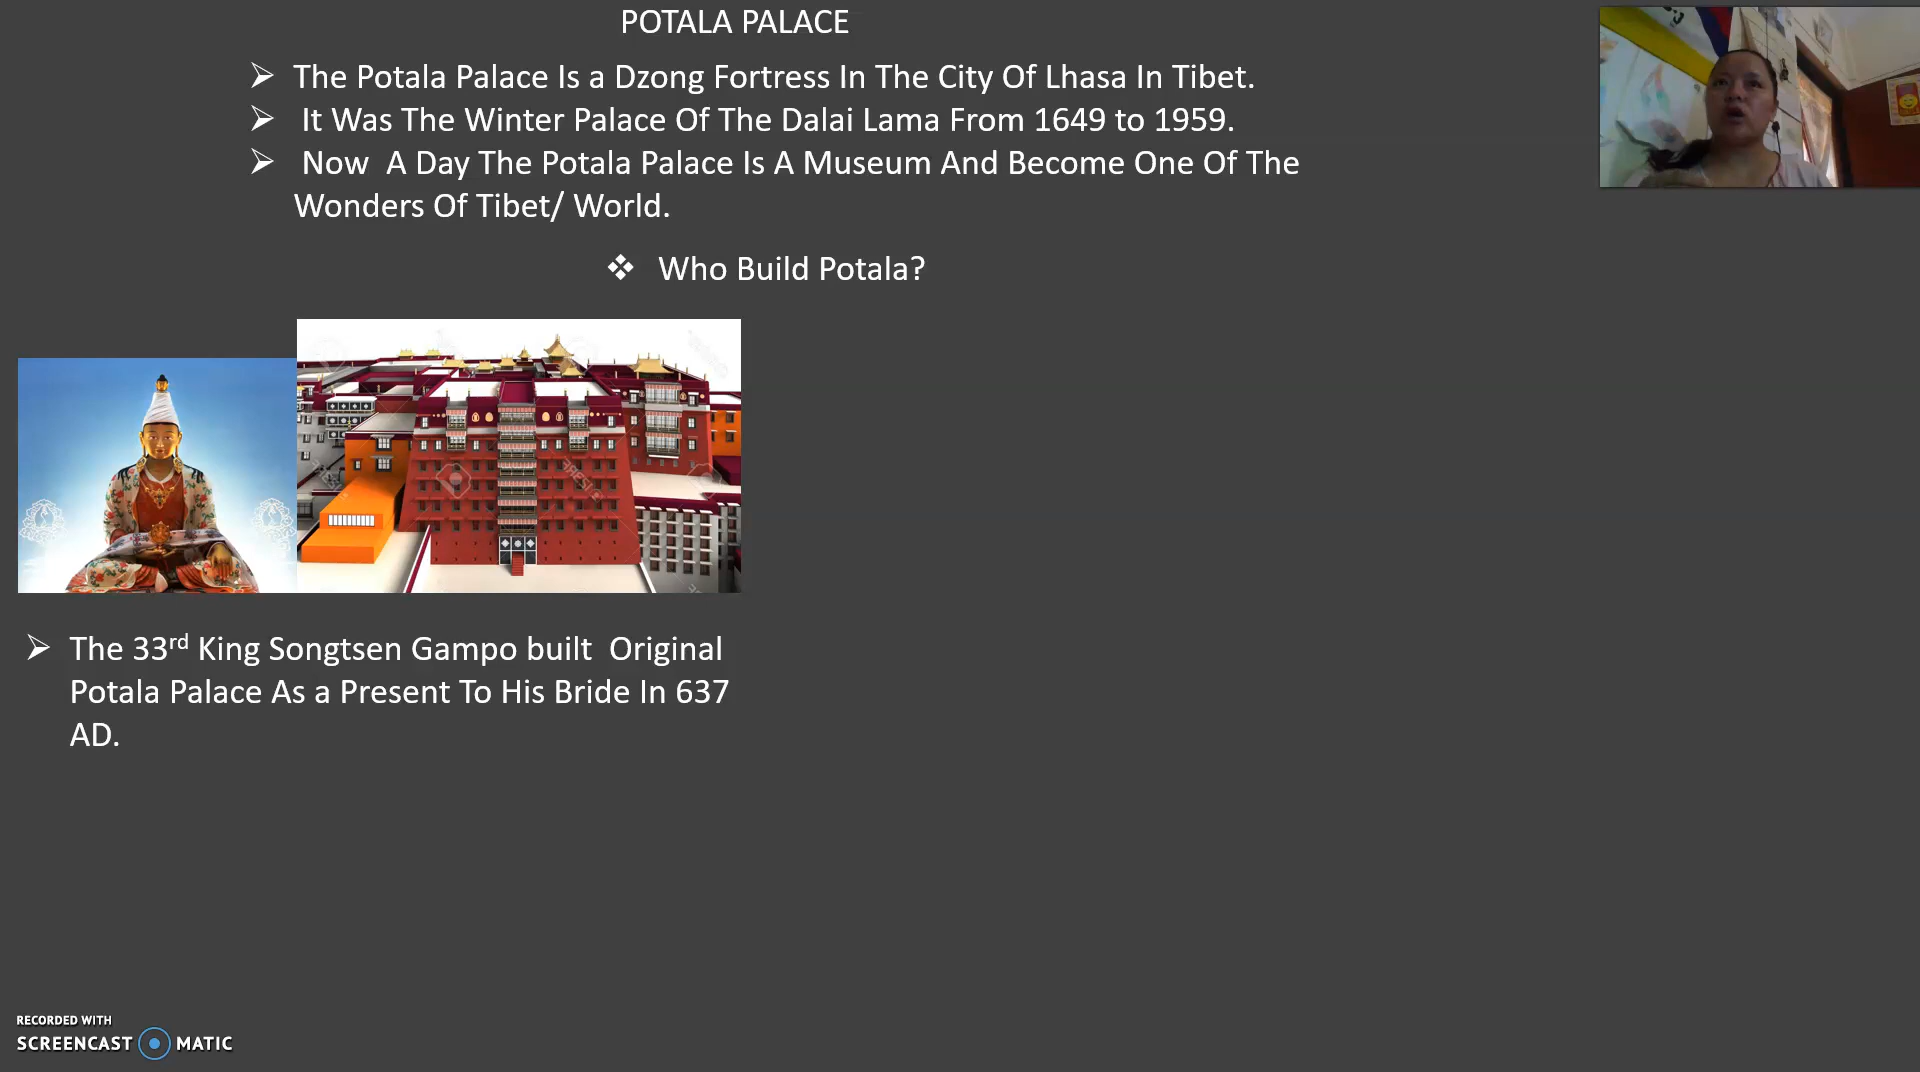 POTALA PALACE
➢ The Potala Palace Is a Dzong Fortress In The City Of Lhasa In Tibet.
➢ It Was The Winter Palace Of The Dalai Lama From 1649 to 1959.
➢ Now A Day The Potala Palace Is A Museum And Become One Of The
Wonders Of Tibet/ World.
❖ Who Build Potala?
➢ The 33rd King Songtsen Gampo built Original
Potala Palace As a Present To His Bride In 637
AD.
RECORDED WITH
SCREENCAST MATIC